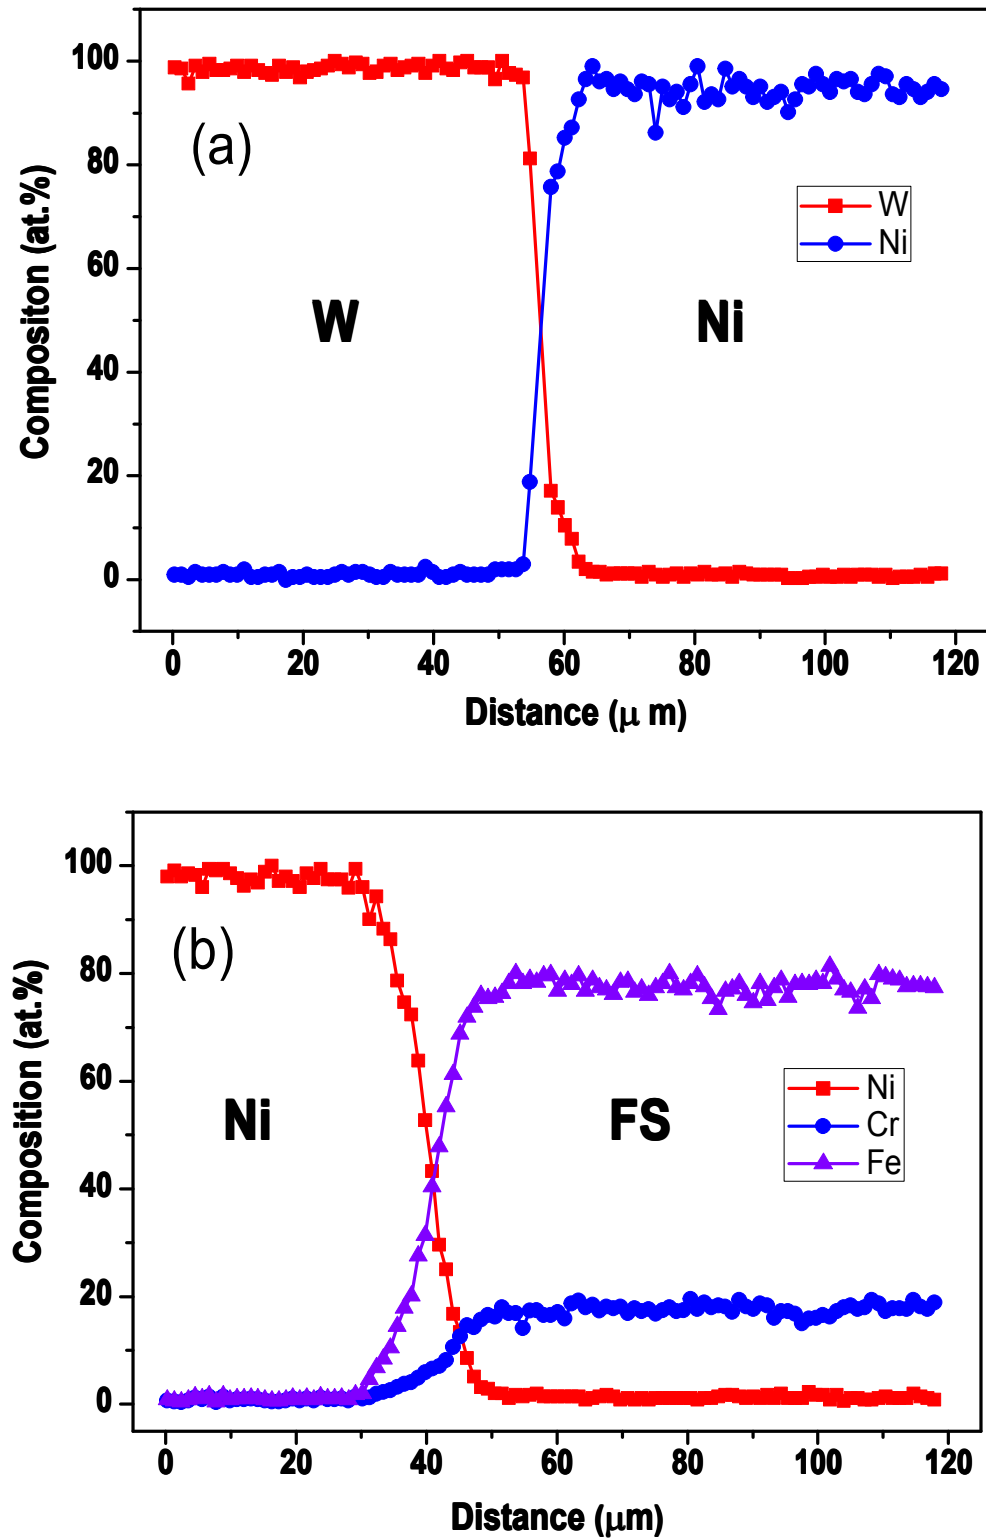 (a)
Compositon (at.%)
100
80
60
40
20
0
W
Ni
W
Ni
0 20 40 60 80 100 120
Distance (μ m)
(b)
Composition (at.%)
100
80
60
40
20
0
Ni
FS
Ni
Cr
Fe
0 20 40 60 80 100 120
Distance (μm)